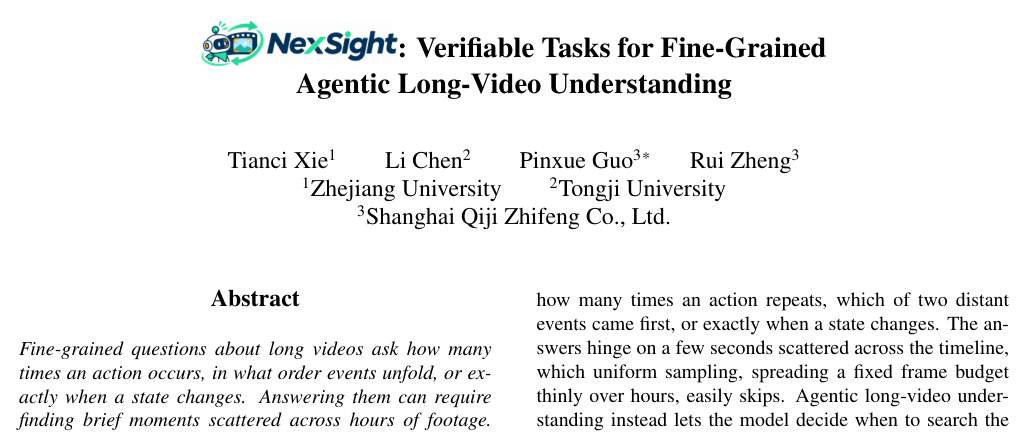 NexSight: Verifiable Tasks for Fine-Grained
Agentic Long-Video Understanding
Tianci Xie¹ Li Chen² Pinxue Guo³* Rui Zheng³
¹Zhejiang University ²Tongji University
³Shanghai Qiji Zhifeng Co., Ltd.
Abstract
Fine-grained questions about long videos ask how many
times an action occurs, in what order events unfold, or ex-
actly when a state changes. Answering them can require
finding brief moments scattered across hours of footage.
how many times an action repeats, which of two distant
events came first, or exactly when a state changes. The an-
swers hinge on a few seconds scattered across the timeline,
which uniform sampling, spreading a fixed frame budget
thinly over hours, easily skips. Agentic long-video under-
standing instead lets the model decide when to search the